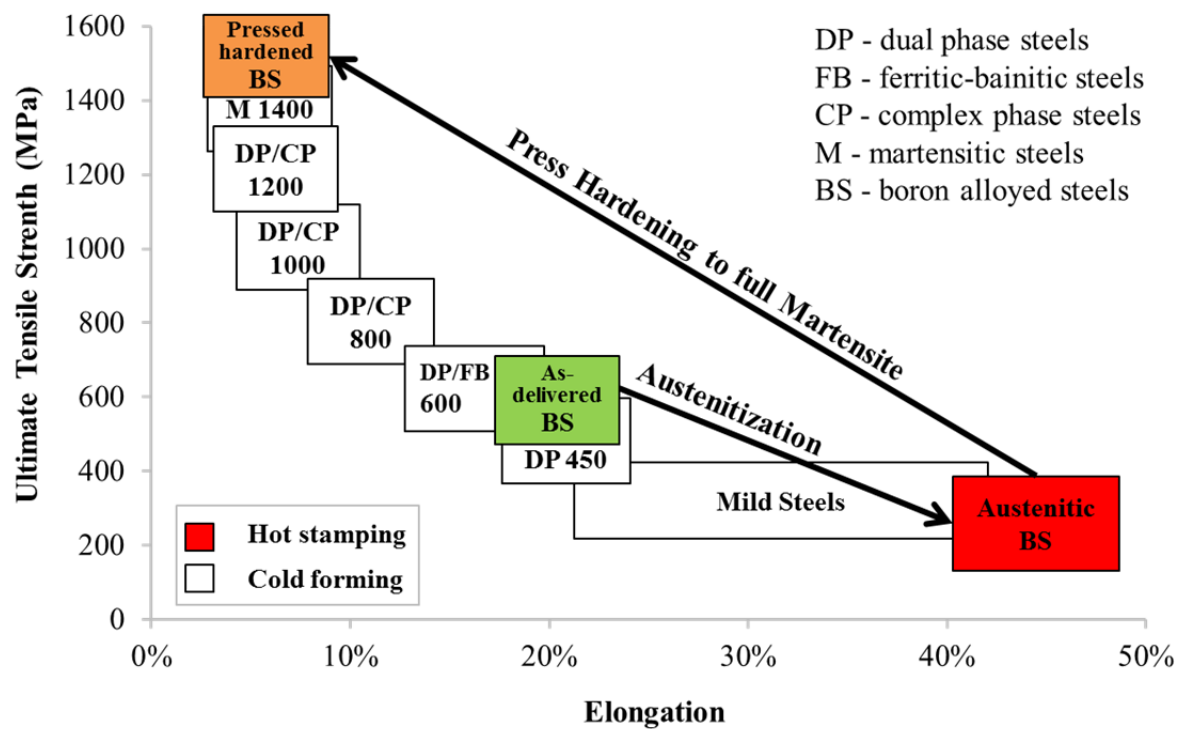 Ultimate Tensile Strenth (MPa)
1600
1400
1200
1000
800
600
400
200
0
0%
10%
20%
30%
40%
50%
Elongation
Pressed
hardened
BS
M 1400
DP/CP
1200
DP/CP
1000
DP/CP
800
DP/FB
600
As-
delivered
BS
DP 450
Mild Steels
Austenitic
BS
Press Hardening to full Martensite
Austenitization
DP - dual phase steels
FB - ferritic-bainitic steels
CP - complex phase steels
M - martensitic steels
BS - boron alloyed steels
Hot stamping
Cold forming